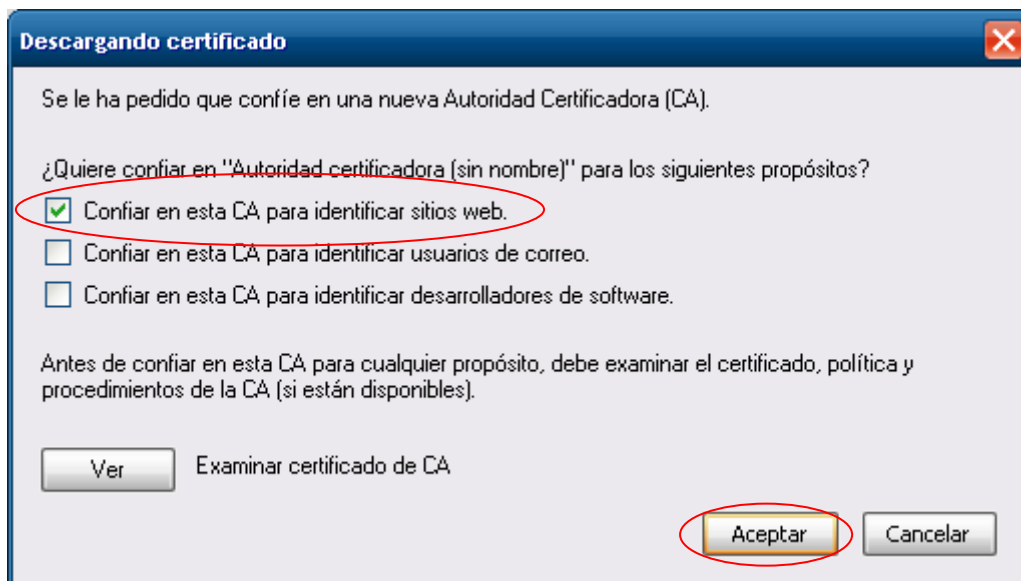 Descargando certificado
Se le ha pedido que confíe en una nueva Autoridad Certificadora (CA).
¿Quiere confiar en "Autoridad certificadora (sin nombre)" para los siguientes propósitos?
Confiar en esta CA para identificar sitios web.
Confiar en esta CA para identificar usuarios de correo.
Confiar en esta CA para identificar desarrolladores de software.
Antes de confiar en esta CA para cualquier propósito, debe examinar el certificado, política y
procedimientos de la CA (si están disponibles).
Ver Examinar certificado de CA
Aceptar Cancelar